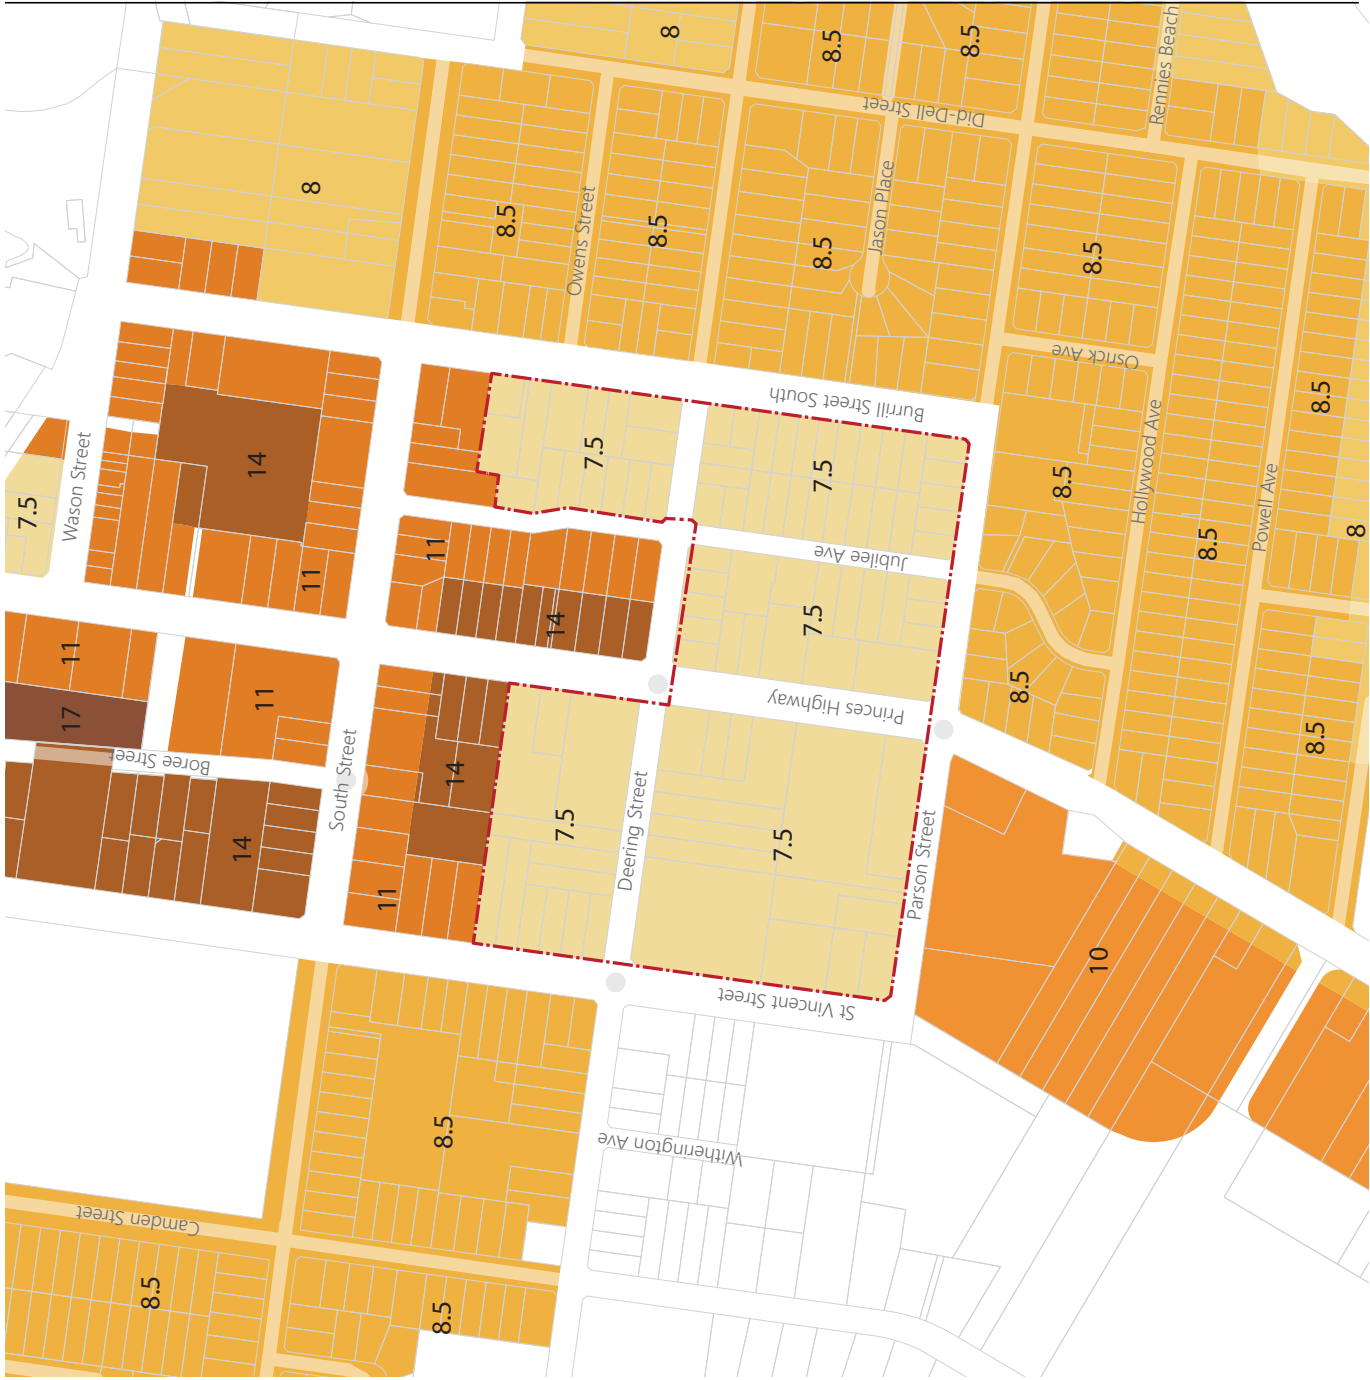 8
8.5
8.5
Rennies Beach
Did-Dell Street
8
8.5
Owens Street
8.5
8.5
Jason Place
8.5
Osrick Ave
8.5
Burrill Street South
7.5
Wason Street
14
7.5
7.5
8.5
Hollywood Ave
Powell Ave
8.5
8
11
11
Jubilee Ave
14
7.5
11
17
11
Boree Street
South Street
14
14
11
7.5
Deering Street
Princes Highway
7.5
Parson Street
8.5
8.5
St Vincent Street
10
8.5
Witherington Ave
Camden Street
8.5
8.5